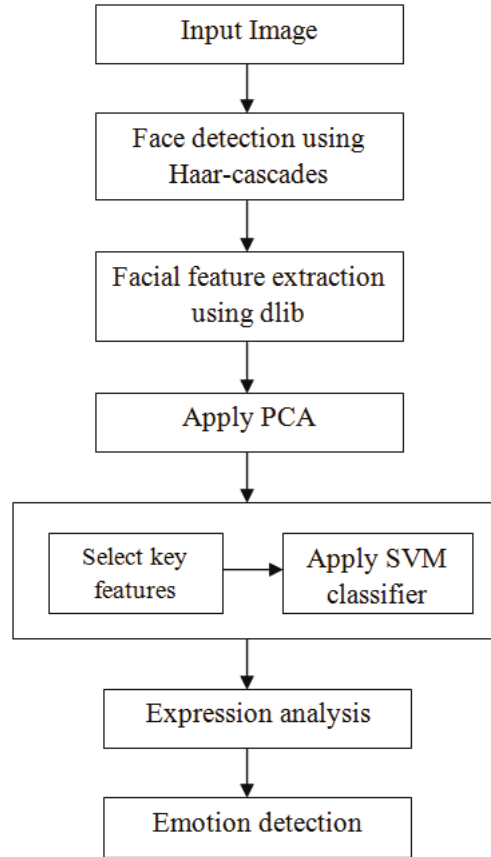 Input Image
Face detection using
Haar-cascades
Facial feature extraction
using dlib
Apply PCA
Select key
features
Apply SVM
classifier
Expression analysis
Emotion detection